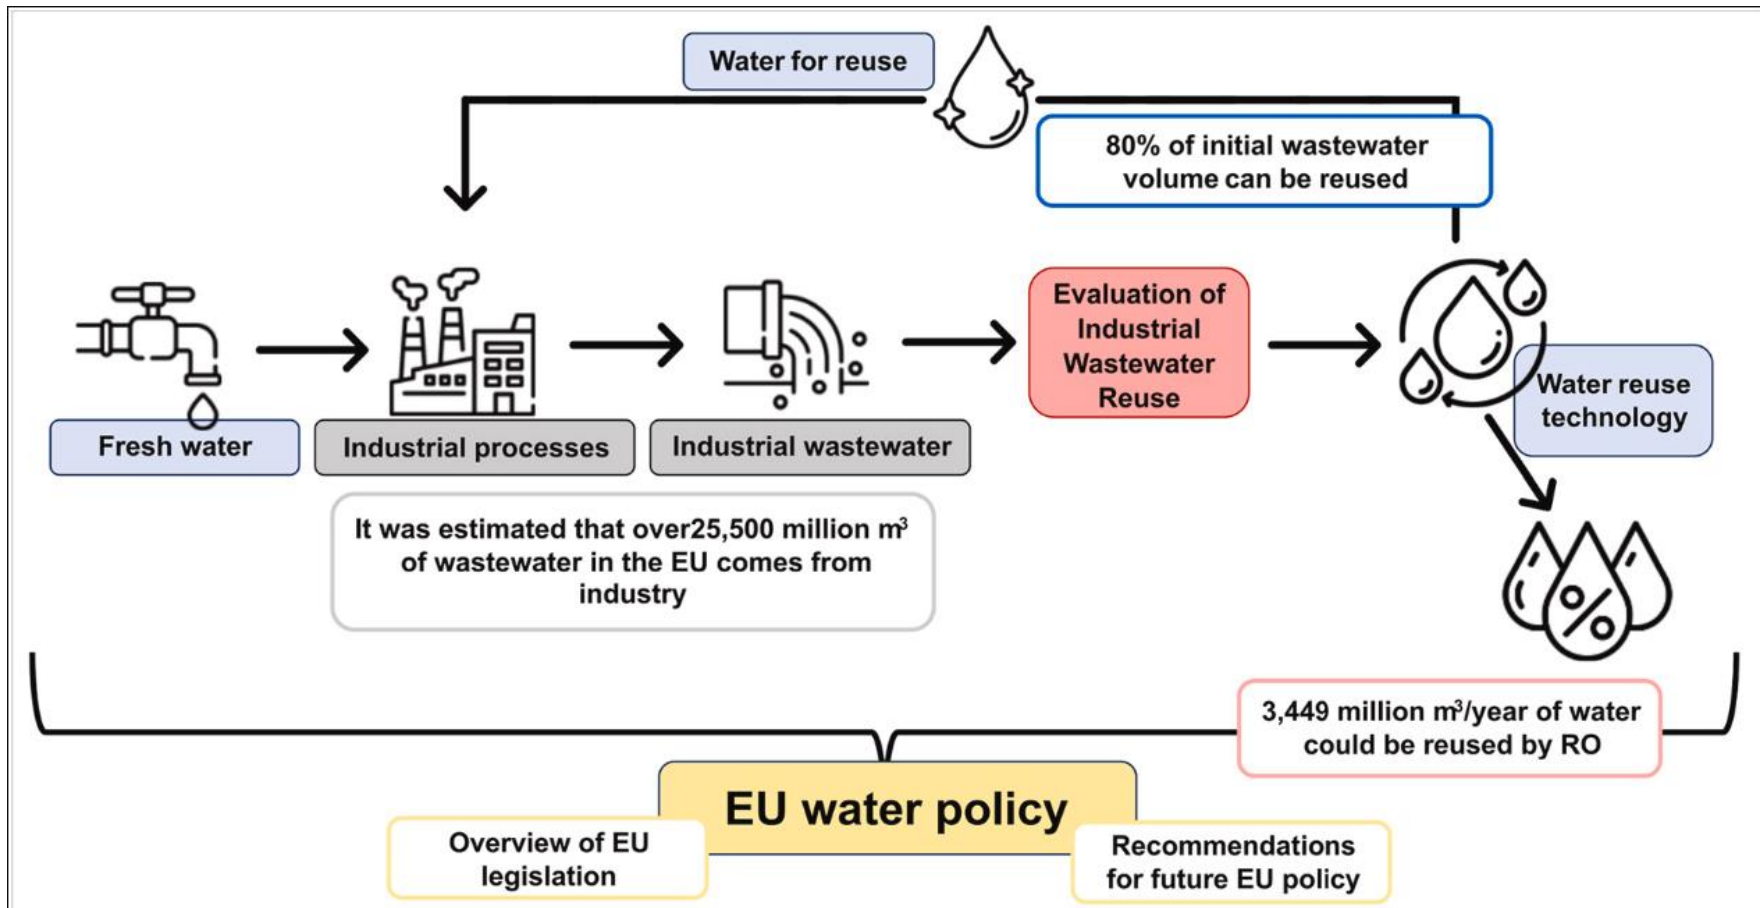 Water for reuse
80% of initial wastewater
volume can be reused
Fresh water
Industrial processes
Industrial wastewater
Evaluation of
Industrial
Wastewater
Reuse
Water reuse
technology
It was estimated that over25,500 million m³
of wastewater in the EU comes from
industry
3,449 million m³/year of water
could be reused by RO
EU water policy
Overview of EU
legislation
Recommendations
for future EU policy